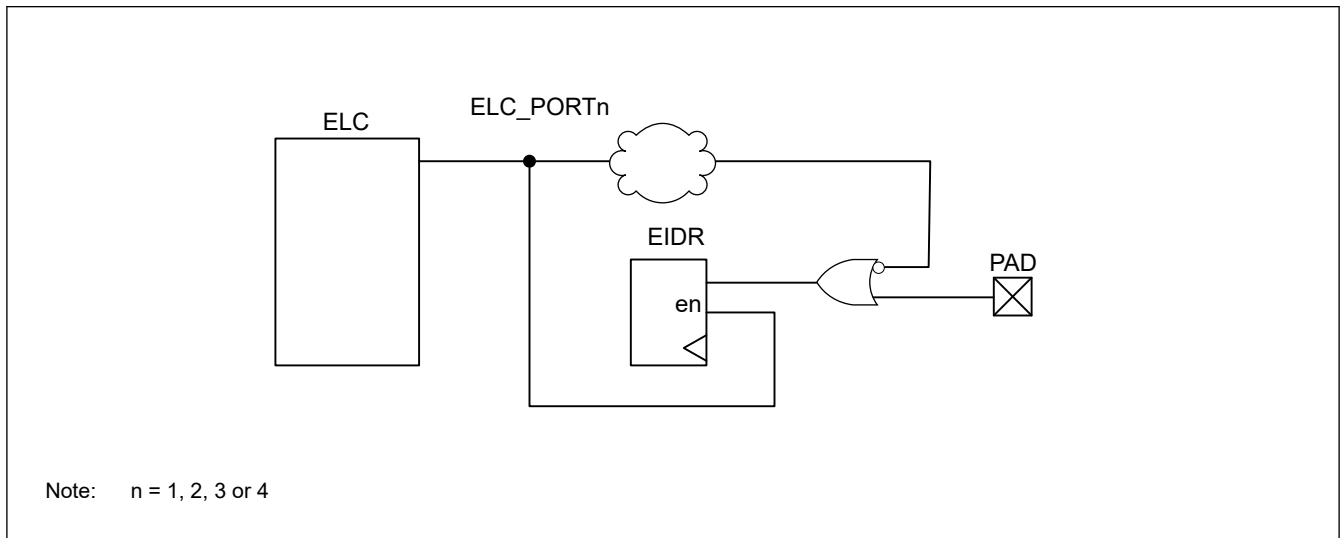 ELC_PORTn
ELC
EIDR
PAD
en
Note: n = 1, 2, 3 or 4